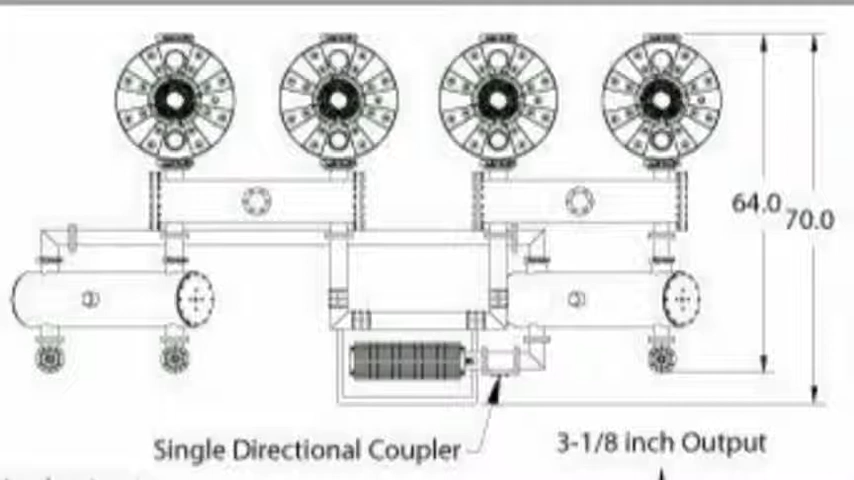 64.0
70.0
Single Directional Coupler
3-1/8 inch Output